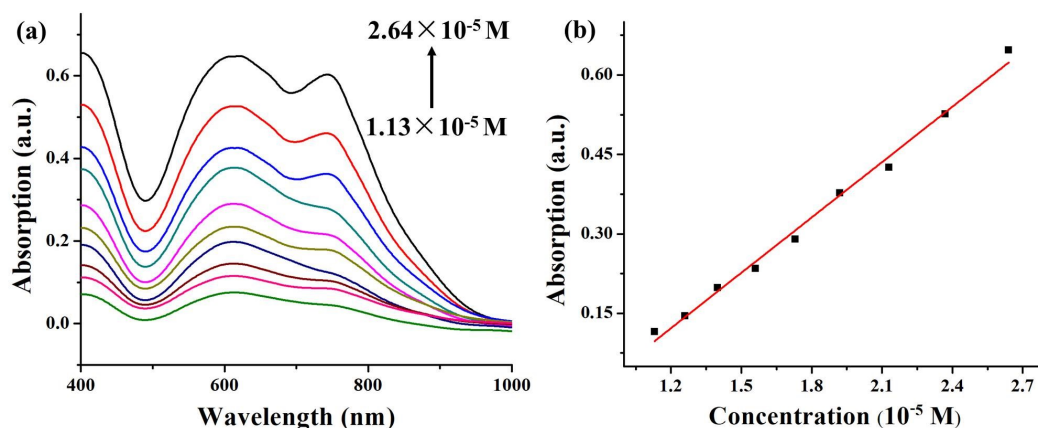 (a)
2.64×10⁻⁵ M
1.13×10⁻⁵ M
Absorption (a.u.)
0.6
0.4
0.2
0.0
400 600 800 1000
Wavelength (nm)
(b)
Absorption (a.u.)
0.60
0.45
0.30
0.15
1.2 1.5 1.8 2.1 2.4 2.7
Concentration (10⁻⁵ M)